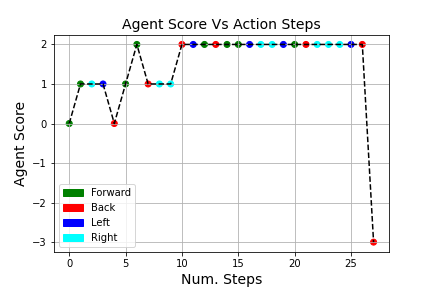 Agent Score Vs Action Steps
2
1
0
−1
−2
−3
Agent Score
Forward
Back
Left
Right
0 5 10 15 20 25
Num. Steps